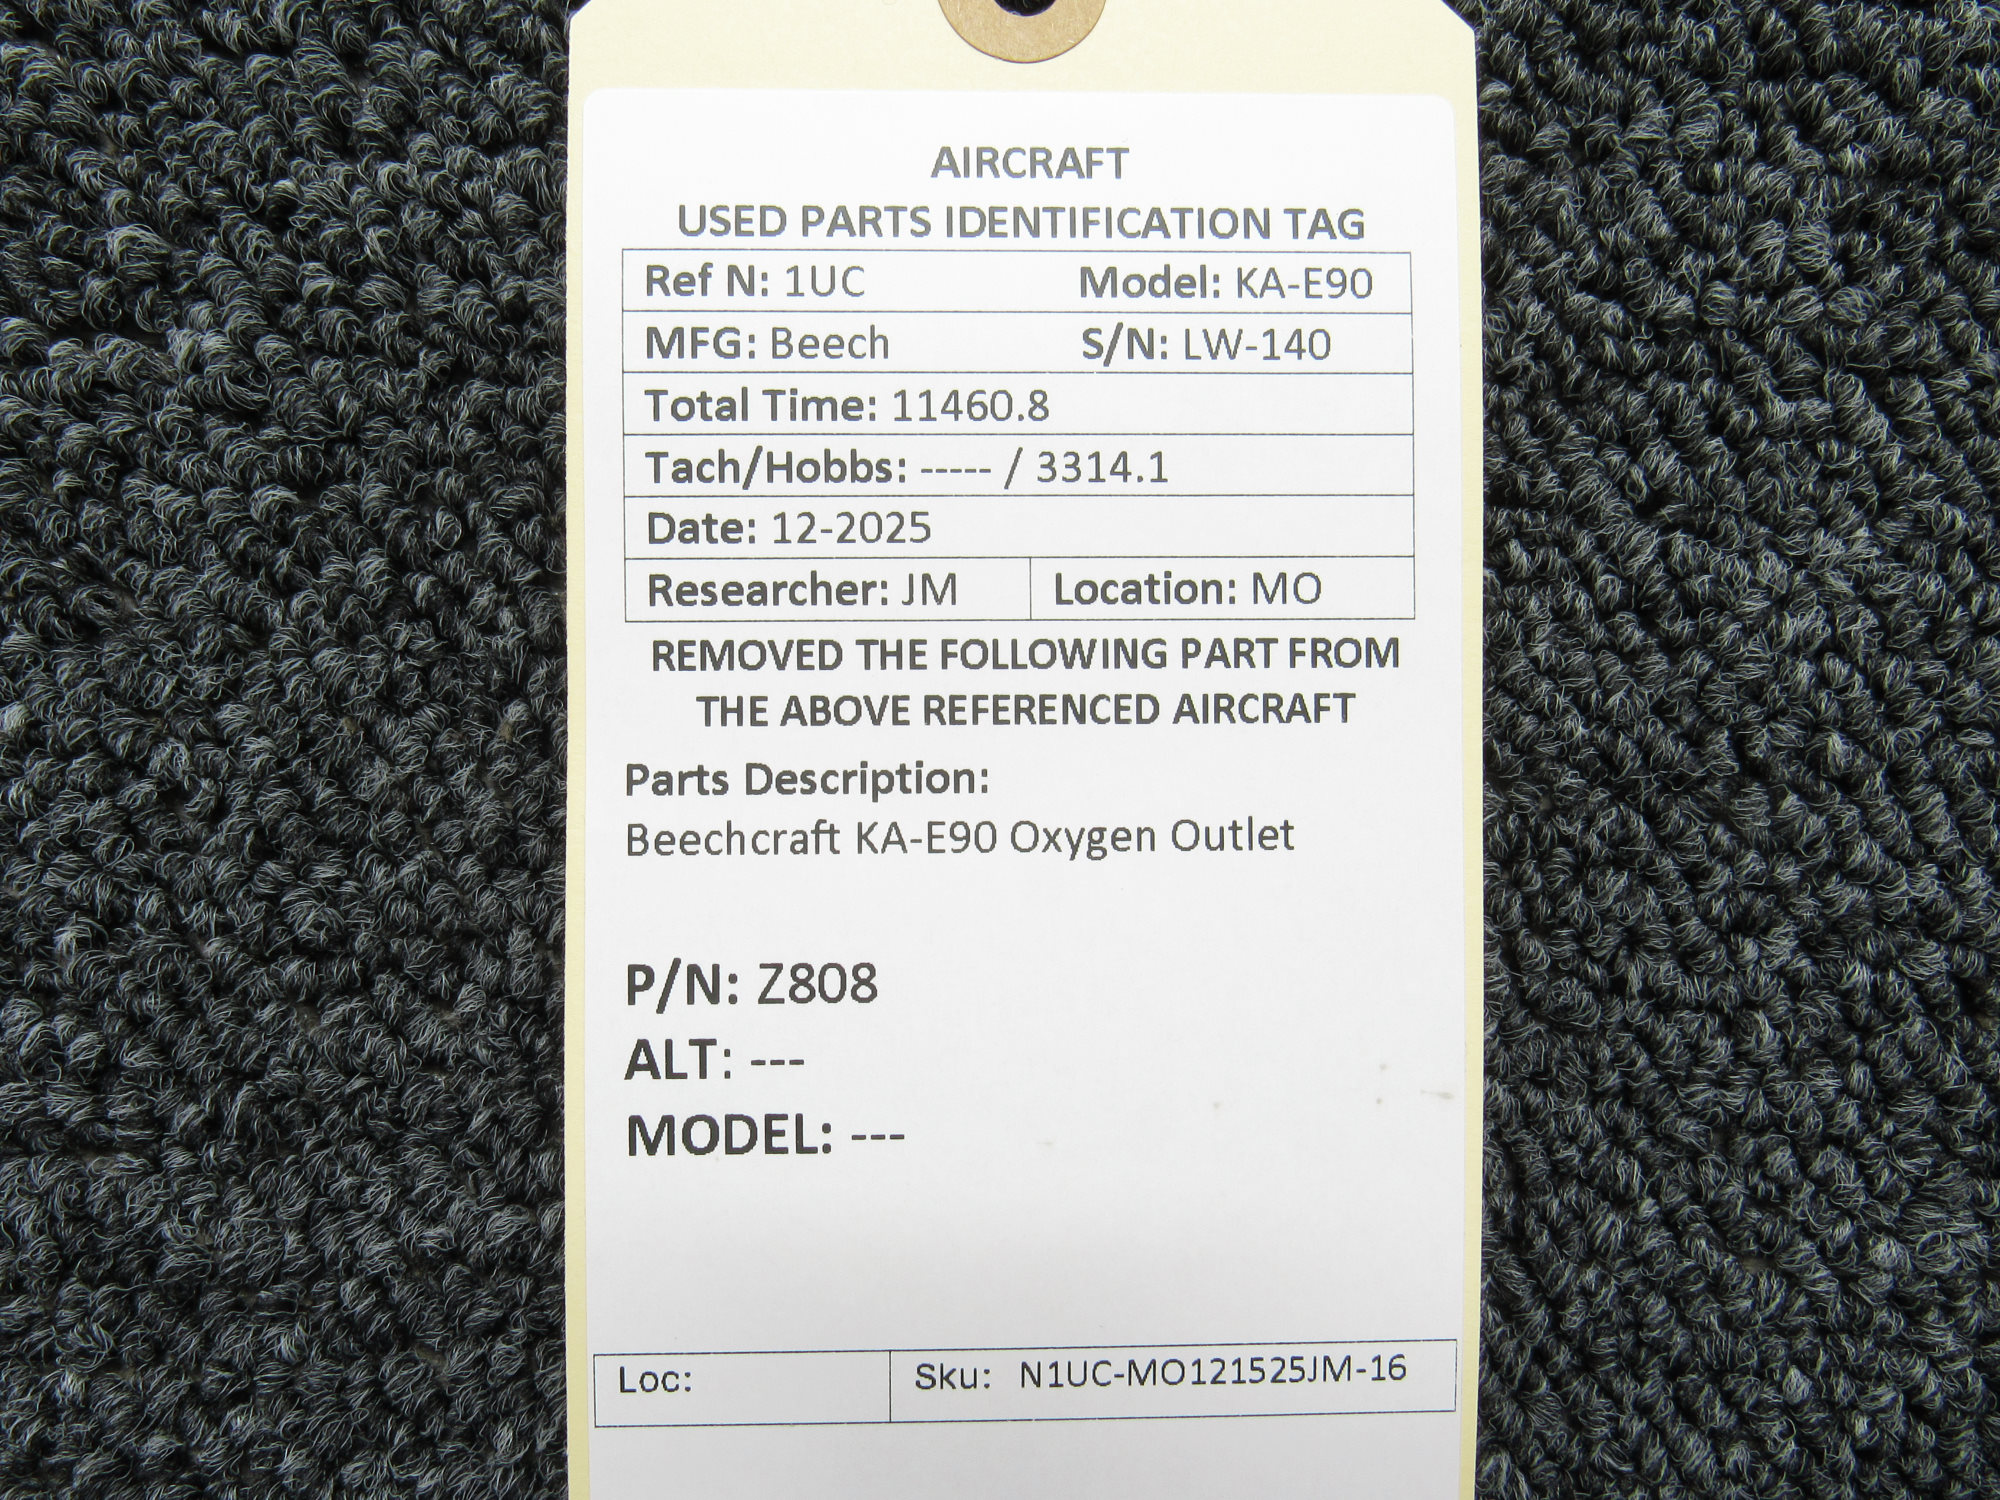 AIRCRAFT
USED PARTS IDENTIFICATION TAG
Ref N: 1UC Model: KA-E90
MFG: Beech S/N: LW-140
Total Time: 11460.8
Tach/Hobbs: ----- / 3314.1
Date: 12-2025
Researcher: JM Location: MO
REMOVED THE FOLLOWING PART FROM
THE ABOVE REFERENCED AIRCRAFT
Parts Description:
Beechcraft KA-E90 Oxygen Outlet
P/N: Z808
ALT: ---
MODEL: ---
Loc: Sku: N1UC-MO121525JM-16